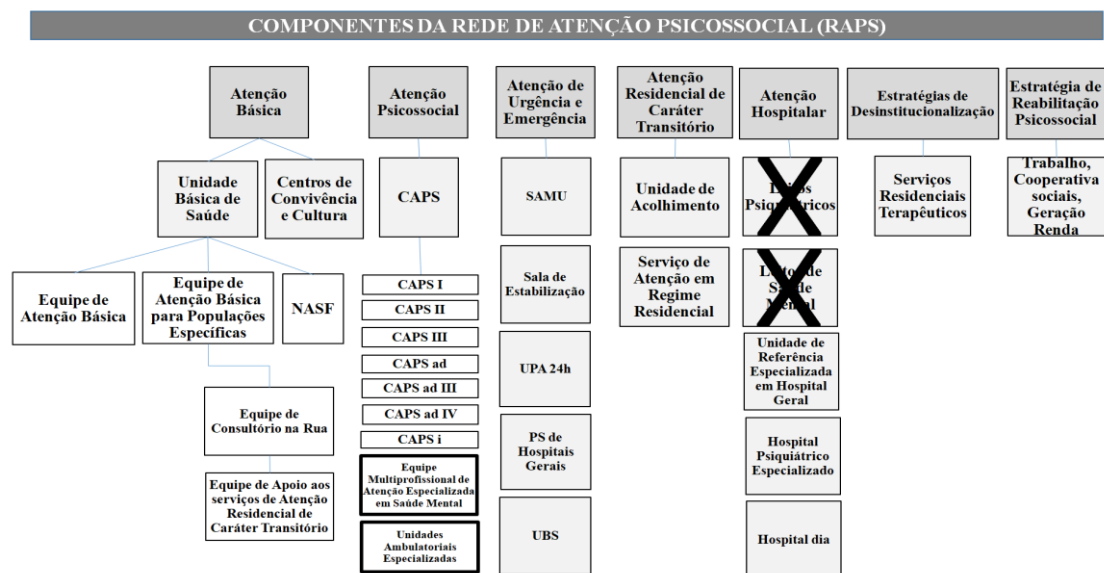 COMPONENTES DA REDE DE ATENÇÃO PSICOSSOCIAL (RAPS)
Atenção
Básica
Atenção
Psicossocial
Atenção de
Urgência e
Emergência
Atenção
Residencial de
Caráter
Transitório
Atenção
Hospitalar
Estratégias de
Desinstitucionalização
Estratégia de
Reabilitação
Psicossocial
Unidade
Básica de
Saúde
Centros de
Convivência
e Cultura
CAPS
SAMU
Unidade de
Acolhimento
Leitos
Psiquiátricos
Serviços
Residenciais
Terapêuticos
Trabalho,
Cooperativa
sociais,
Geração
Renda
Equipe de
Atenção Básica
Equipe de
Atenção Básica
para Populações
Específicas
NASF
CAPS I
CAPS II
CAPS III
CAPS ad
CAPS ad III
CAPS ad IV
CAPS i
Equipe
Multiprofissional de
Atenção Especializada
em Saúde Mental
Unidades
Ambulatoriais
Especializadas
Sala de
Estabilização
UPA 24h
PS de
Hospitais
Gerais
UBS
Serviço de
Atenção em
Regime
Residencial
Leitos de
Saúde
Mental
Unidade de
Referência
Especializada
em Hospital
Geral
Hospital
Psiquiátrico
Especializado
Hospital dia
Equipe de
Consultório na Rua
Equipe de Apoio aos
serviços de Atenção
Residencial de
Caráter Transitório